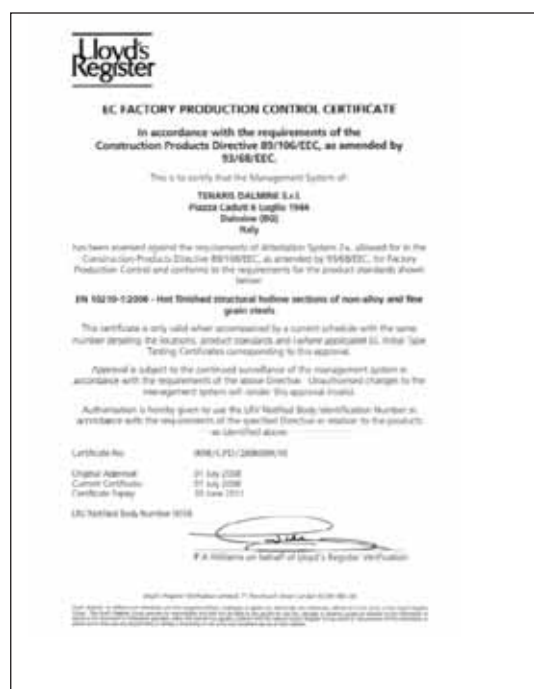 Lloyd's
Register
EC FACTORY PRODUCTION CONTROL CERTIFICATE
In accordance with the requirements of the
Construction Products Directive 89/106/EEC, as amended by
93/68/EEC.
This is to certify that the Management System of:
TENARIS DALMINE S.r.l.
Piazza Caduti 6 Luglio 1944
Dalmine (BG)
Italy
has been assessed against the requirements of Attestation System 2+, allowed for in the
Construction Products Directive 89/106/EEC, as amended by 93/68/EEC, for Factory
Production Control and conforms to the requirements for the product standards shown
below:
EN 10210-1:2006 - Hot finished structural hollow sections of non-alloy and fine
grain steels
This certificate is only valid when accompanied by a current schedule with the same
number detailing the locations, product standards and (where applicable) EC Initial Type
Testing Certificates corresponding to this approval.
Approval is subject to the continued surveillance of the management system in
accordance with the requirements of the above Directive. Unauthorised changes to the
management system will render this approval invalid.
Authorisation is hereby given to use the LRV Notified Body Identification Number in
accordance with the requirements of the specified Directive in relation to the products
as identified above.
Certificate No:
Original Approval: 01 July 2008
Current Certificate: 01 July 2008
Certificate Expiry: 30 June 2011
LRV Notified Body Number 0038
P A Williams on behalf of Lloyd's Register Verification